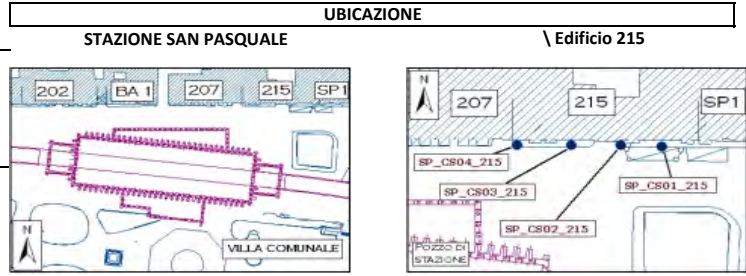 UBICAZIONE
STAZIONE SAN PASQUALE
\ Edificio 215
202
BA 1
207
215
SP1
N
VILLA COMUNALE
N
207
215
SP1
SP_CS04_215
SP_CS03_215
SP_CS01_215
SP_CS02_215
POZZO DI
STAZIONE